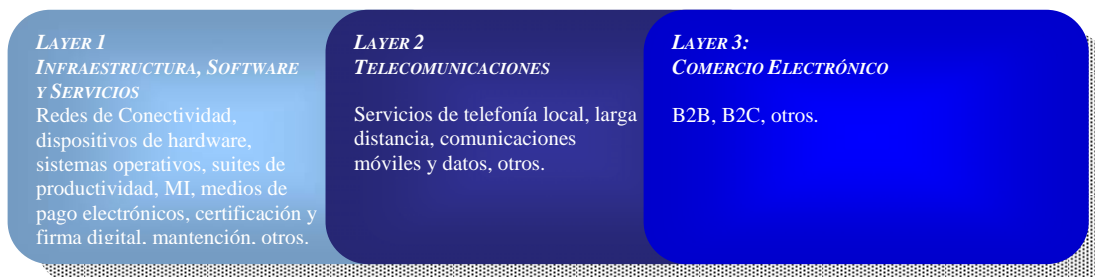 LAYER 1
INFRAESTRUCTURA, SOFTWARE
Y SERVICIOS
Redes de Conectividad,
dispositivos de hardware,
sistemas operativos, suites de
productividad, MI, medios de
pago electrónicos, certificación y
firma digital, mantención, otros.
LAYER 2
TELECOMUNICACIONES
Servicios de telefonía local, larga
distancia, comunicaciones
móviles y datos, otros.
LAYER 3:
COMERCIO ELECTRÓNICO
B2B, B2C, otros.